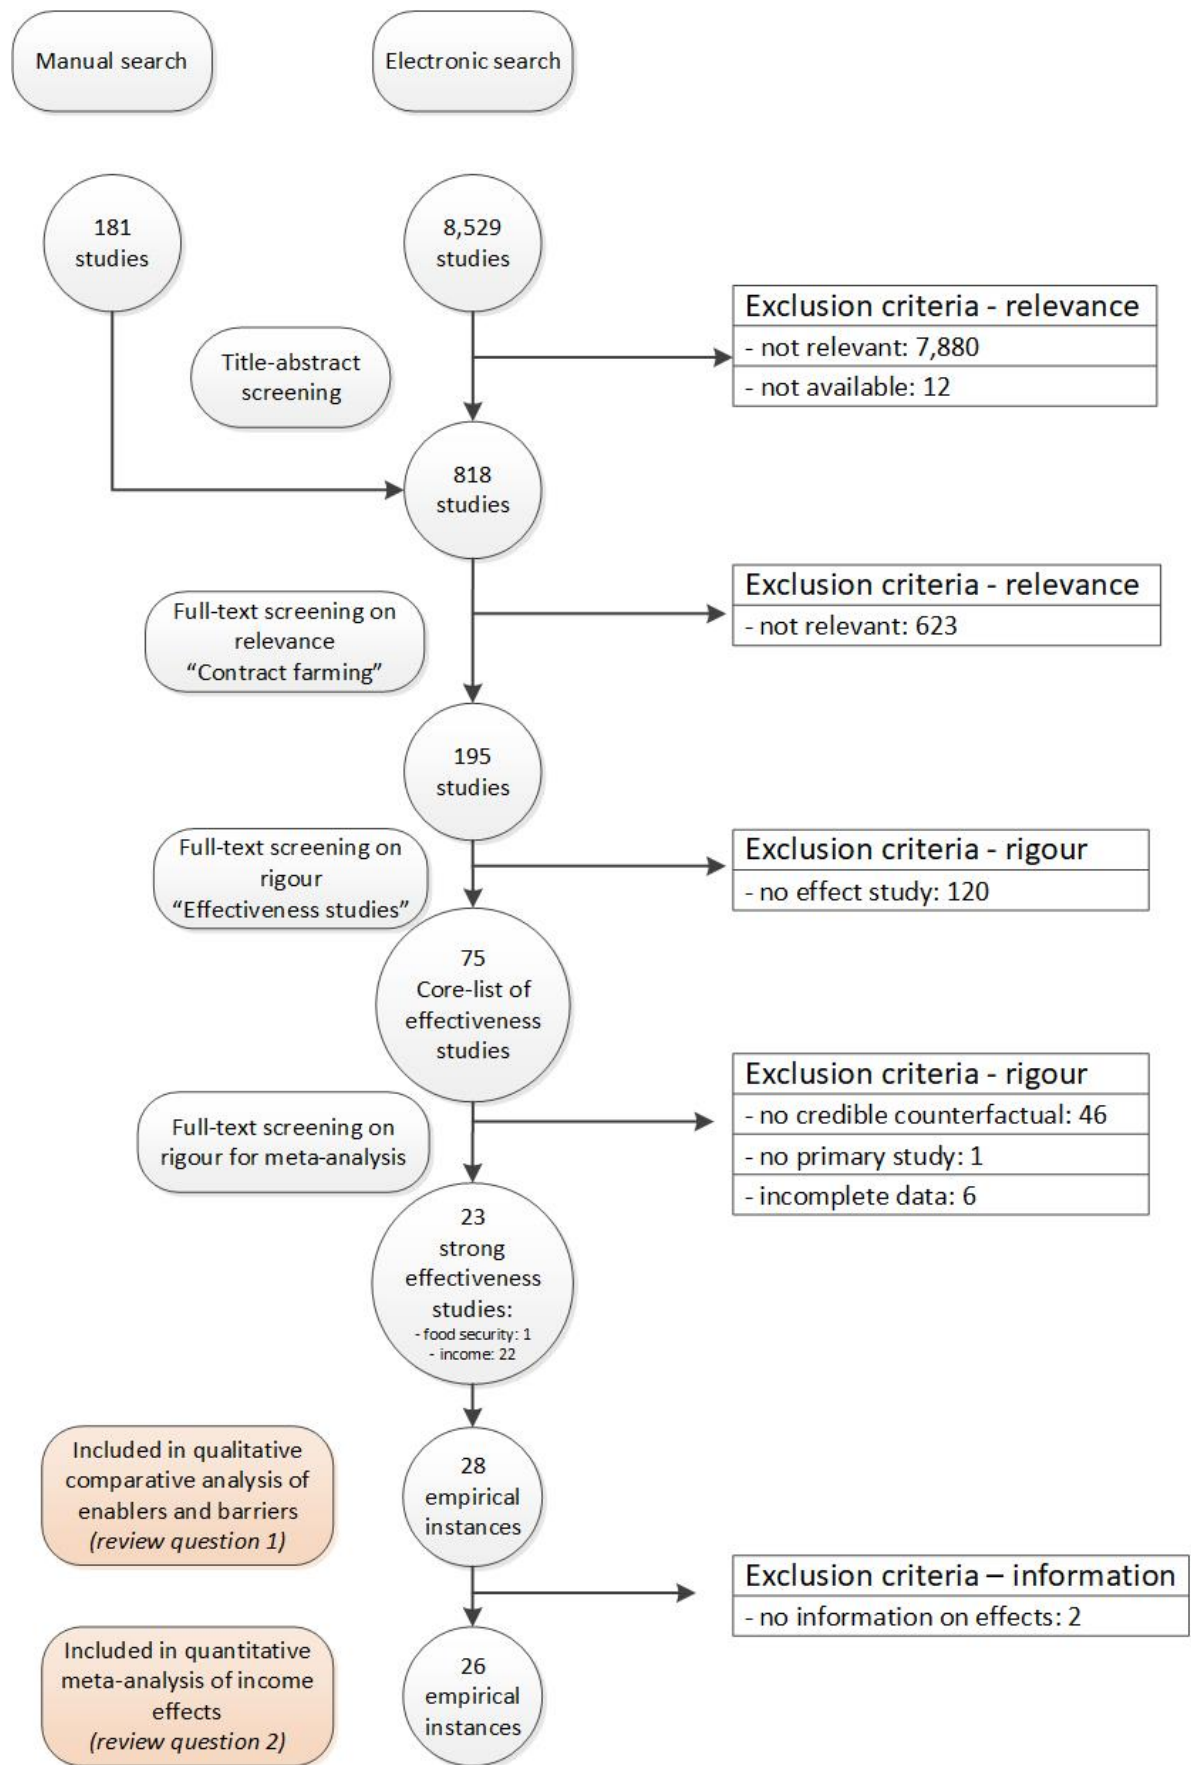 Manual search
Electronic search
181
studies
8,529
studies
Exclusion criteria - relevance
- not relevant: 7,880
- not available: 12
Title-abstract
screening
818
studies
Exclusion criteria - relevance
- not relevant: 623
Full-text screening on
relevance
“Contract farming”
195
studies
Full-text screening on
rigour
“Effectiveness studies”
Exclusion criteria - rigour
- no effect study: 120
75
Core-list of
effectiveness
studies
Exclusion criteria - rigour
- no credible counterfactual: 46
- no primary study: 1
- incomplete data: 6
Full-text screening on
rigour for meta-analysis
23
strong
effectiveness
studies:
- food security: 1
- income: 22
Included in qualitative
comparative analysis of
enablers and barriers
(review question 1)
28
empirical
instances
Exclusion criteria – information
- no information on effects: 2
Included in quantitative
meta-analysis of income
effects
(review question 2)
26
empirical
instances